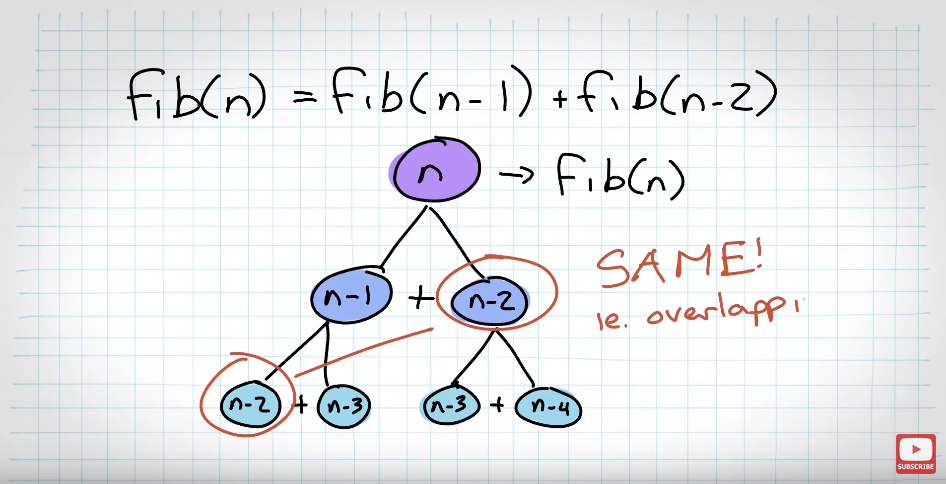 fib(n) = fib(n-1) + fib(n-2)
n → fib(n)
SAME!
n-1 + n-2
ie. overlappi
n-2 + n-3 n-3 + n-4
SUBSCRIBE